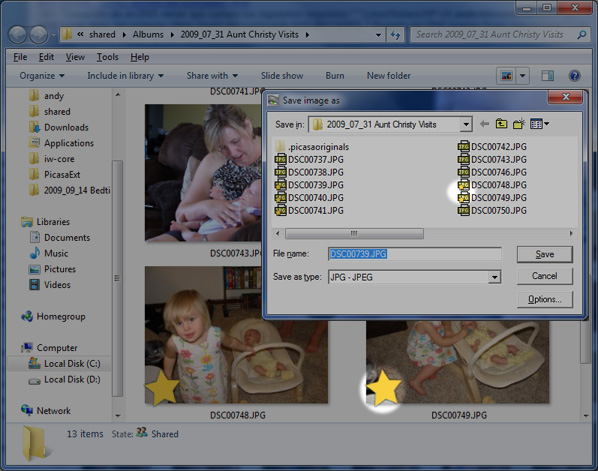 « shared ▸ Albums ▸ 2009_07_31 Aunt Christy Visits ▸
Search 2009_07_31 Aunt Christy Visits
File Edit View Tools Help
Organize Include in library Share with Slide show Burn New folder
andy
shared
Downloads
Applications
iw-core
PicasaExt
2009_09_14 Bedti
Libraries
Documents
Music
Pictures
Videos
Homegroup
Computer
Local Disk (C:)
Local Disk (D:)
Network
DSC00741.JPG
DSC00743.JPG
DSC00748.JPG
DSC00749.JPG
Save image as
Save in: 2009_07_31 Aunt Christy Visits
.picasaoriginals
DSC00737.JPG
DSC00738.JPG
DSC00739.JPG
DSC00740.JPG
DSC00741.JPG
DSC00742.JPG
DSC00743.JPG
DSC00746.JPG
DSC00748.JPG
DSC00749.JPG
DSC00750.JPG
File name: DSC00739.JPG Save
Save as type: JPG - JPEG Cancel
Options...
13 items State: Shared